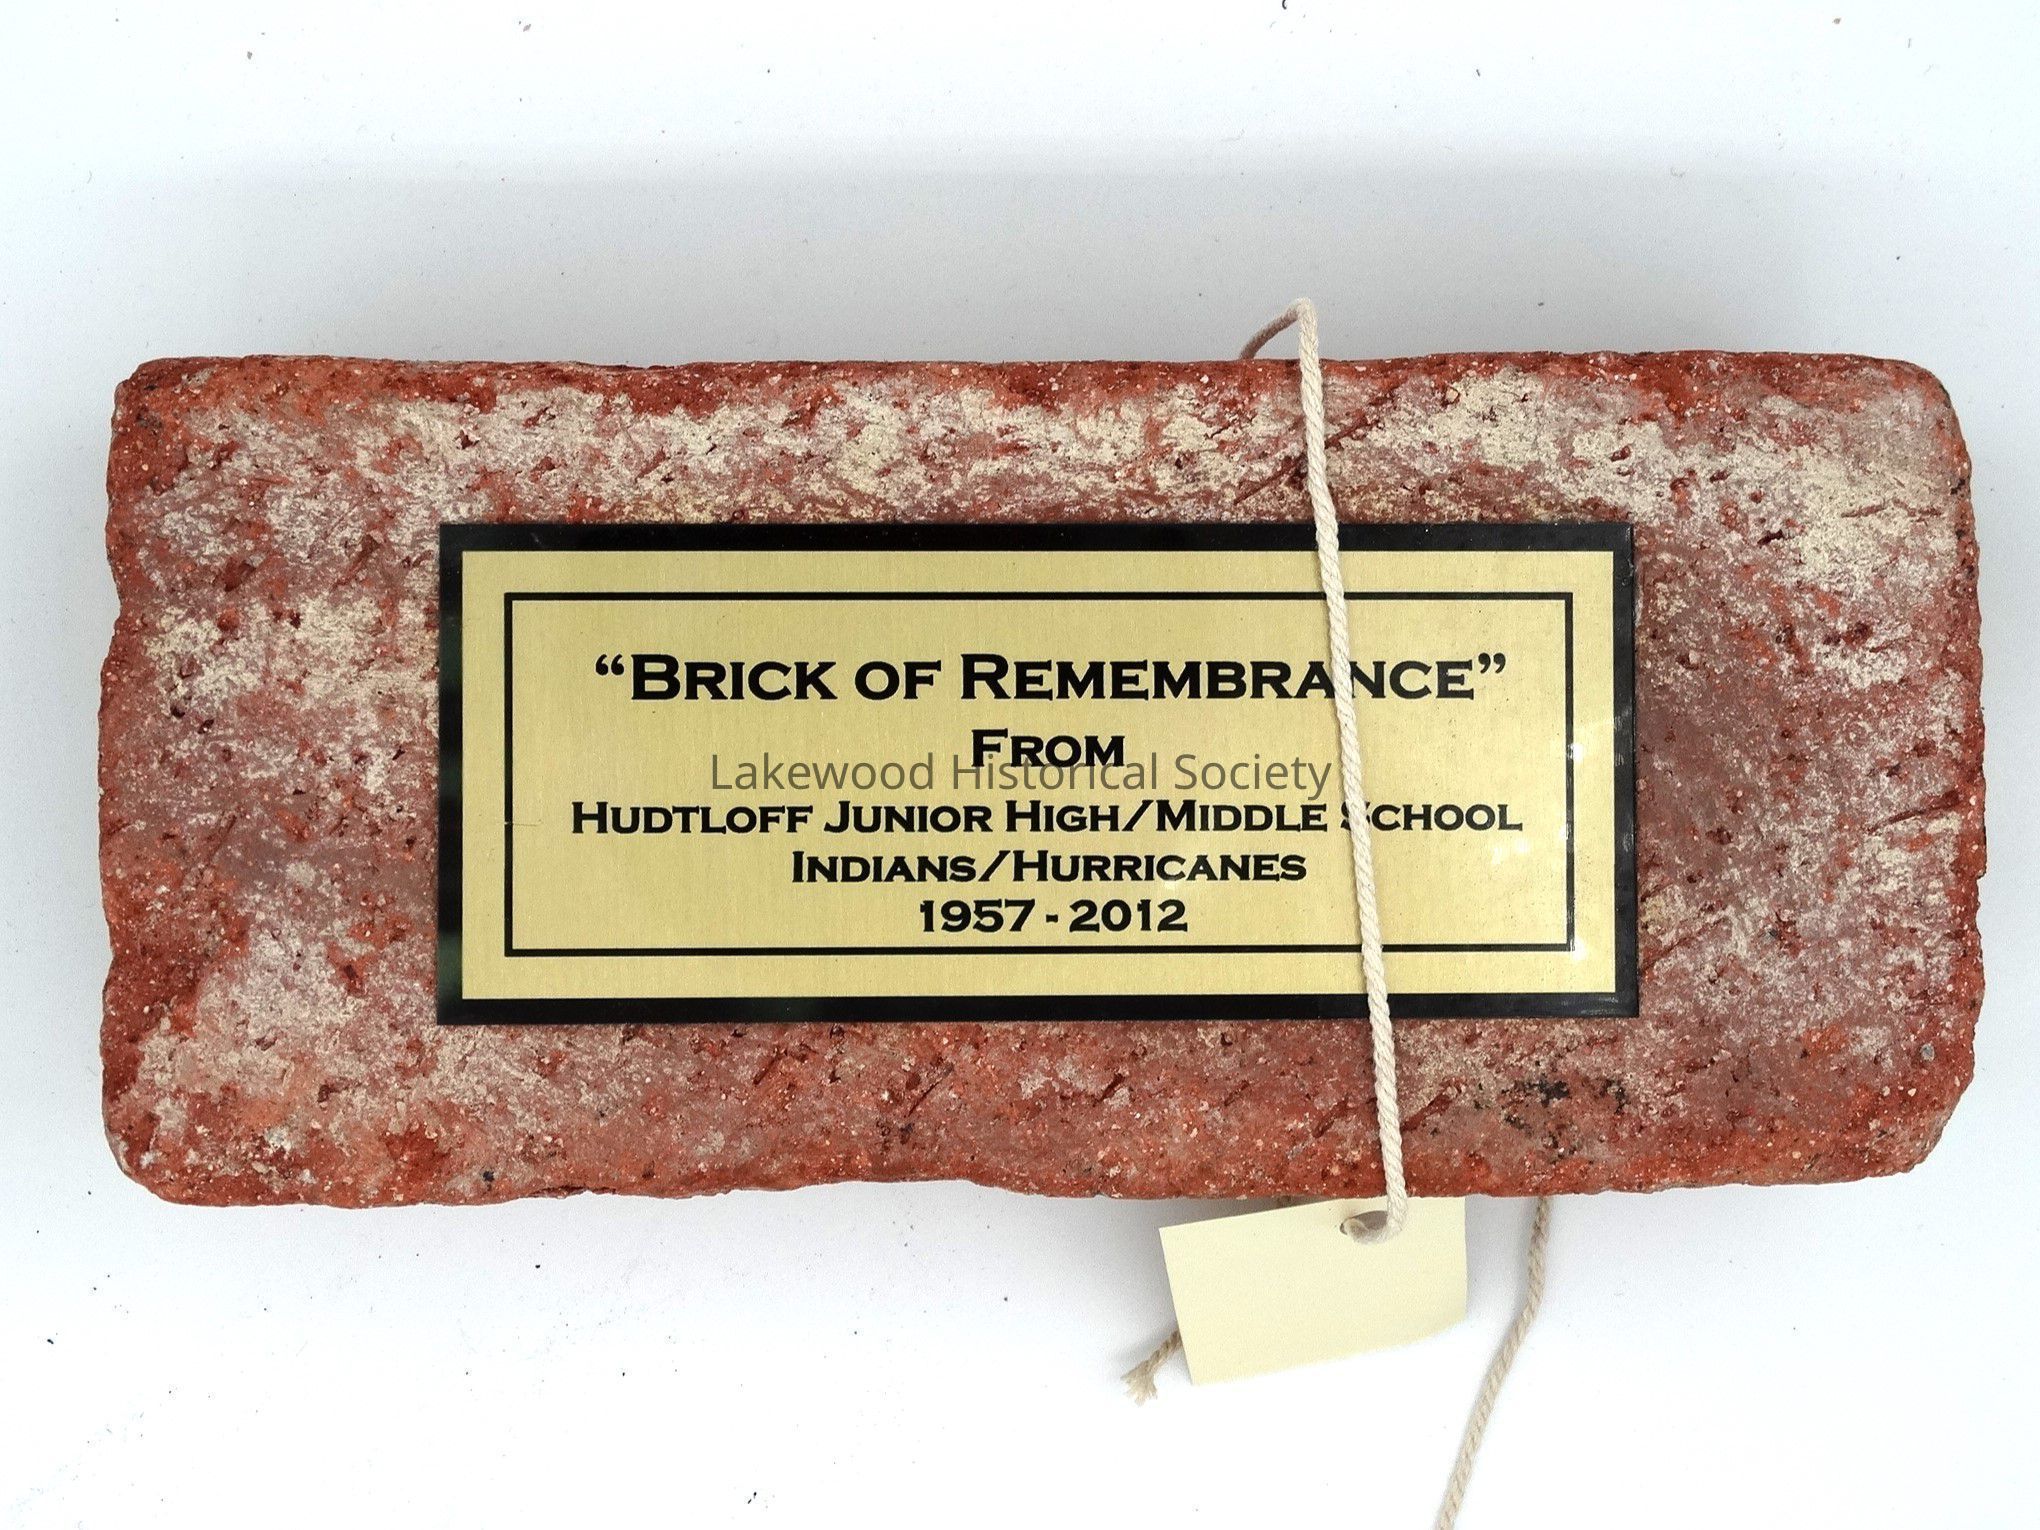 “BRICK OF REMEMBRANCE”
FROM
Lakewood Historical Society
HUDTLOFF JUNIOR HIGH/MIDDLE SCHOOL
INDIANS/HURRICANES
1957 - 2012